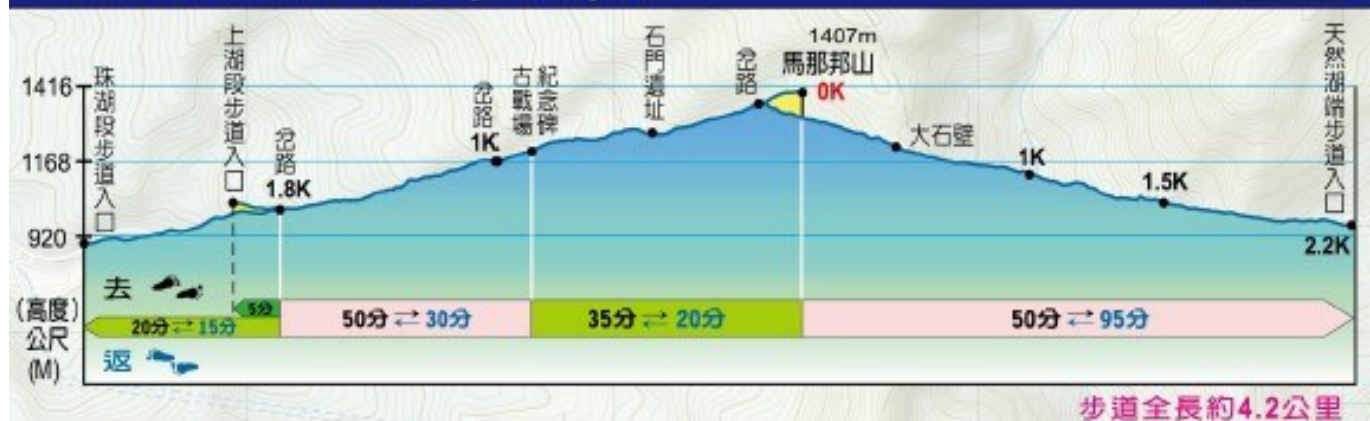 1407m
馬那邦山
0K
1416
1168
920
珠湖段步道入口
上湖段步道入口
岔路
1.8K
岔路
1K
古戰場
紀念碑
石門遺址
岔路
大石壁
1K
1.5K
天然湖端步道入口
2.2K
去
(高度)
公尺
(M)
5分
20分⇄15分
50分⇄30分
35分⇄20分
50分⇄95分
返
步道全長約4.2公里